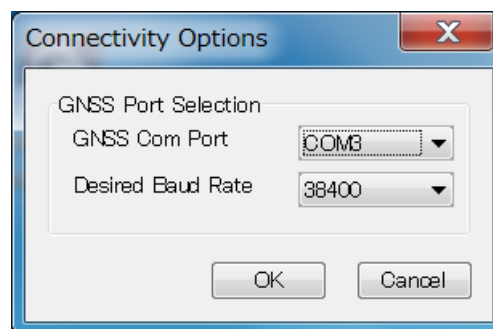 Connectivity Options
GNSS Port Selection
GNSS Com Port COM3
Desired Baud Rate 38400
OK Cancel